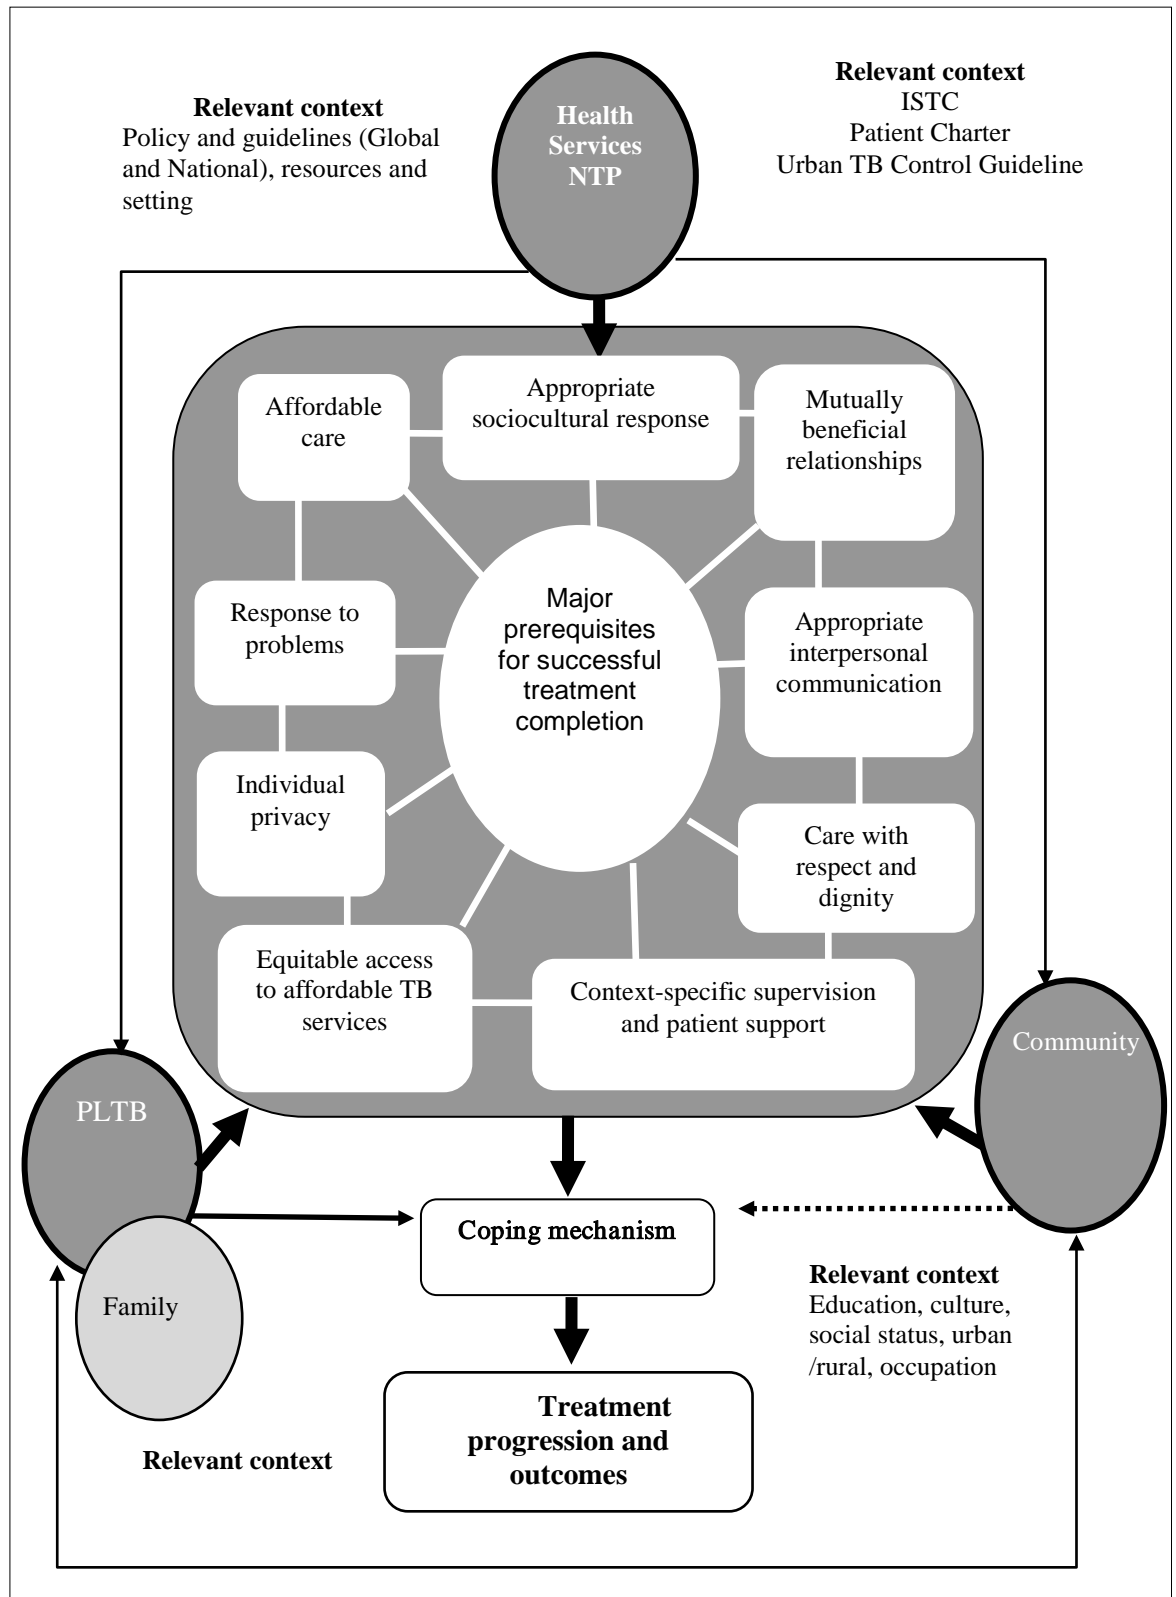 Relevant context
Policy and guidelines (Global
and National), resources and
setting
Health
Services
NTP
Relevant context
ISTC
Patient Charter
Urban TB Control Guideline
Affordable
care
Appropriate
sociocultural response
Mutually
beneficial
relationships
Response to
problems
Major
prerequisites
for successful
treatment
completion
Appropriate
interpersonal
communication
Individual
privacy
Care with
respect and
dignity
Equitable access
to affordable TB
services
Context-specific supervision
and patient support
Community
PLTB
Family
Coping mechanism
Relevant context
Education, culture,
social status, urban
/rural, occupation
Treatment
progression and
outcomes
Relevant context